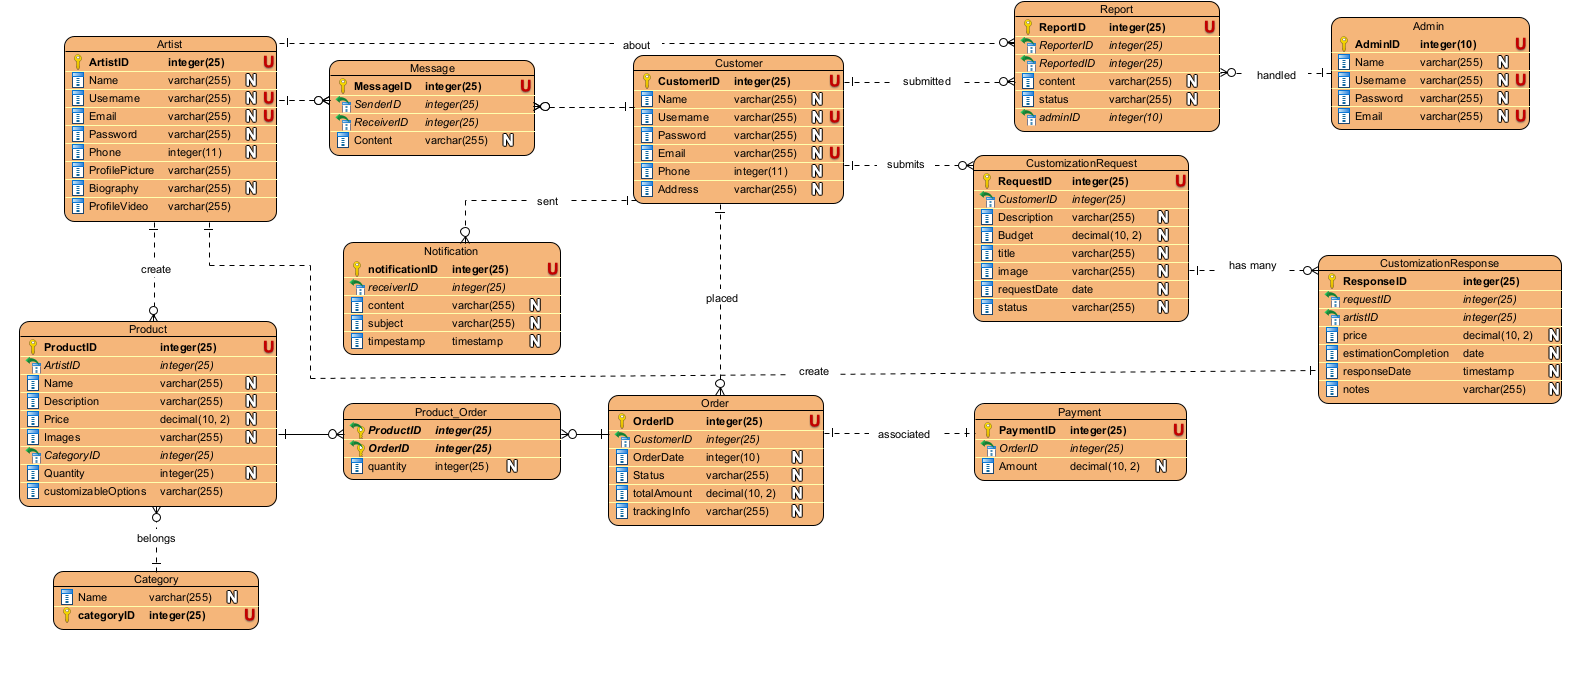 Artist
ArtistID integer(25) U
Name varchar(255) N
Username varchar(255) N U
Email varchar(255) N U
Password varchar(255) N
Phone integer(11) N
ProfilePicture varchar(255)
Biography varchar(255) N
ProfileVideo varchar(255)
about
Message
MessageID integer(25) U
SenderID integer(25)
ReceiverID integer(25)
Content varchar(255) N
Customer
CustomerID integer(25) U
Name varchar(255) N
Username varchar(255) N U
Password varchar(255) N
Email varchar(255) N U
Phone integer(11) N
Address varchar(255) N
submitted
submits
Report
ReportID integer(25) U
ReporterID integer(25)
ReportedID integer(25)
content varchar(255) N
status varchar(255) N
adminID integer(10)
handled
Admin
AdminID integer(10) U
Name varchar(255) N
Username varchar(255) N U
Password varchar(255) N
Email varchar(255) N U
CustomizationRequest
RequestID integer(25) U
CustomerID integer(25)
Description varchar(255) N
Budget decimal(10, 2) N
title varchar(255) N
image varchar(255) N
requestDate date N
status varchar(255) N
has many
CustomizationResponse
ResponseID integer(25)
requestID integer(25)
artistID integer(25)
price decimal(10, 2) N
estimationCompletion date N
responseDate timestamp N
notes varchar(255) N
sent
Notification
notificationID integer(25) U
receiverID integer(25)
content varchar(255) N
subject varchar(255) N
timpestamp timestamp N
create
placed
create
Product
ProductID integer(25) U
ArtistID integer(25)
Name varchar(255) N
Description varchar(255) N
Price decimal(10, 2) N
Images varchar(255) N
CategoryID integer(25)
Quantity integer(25) N
customizableOptions varchar(255)
Product_Order
ProductID integer(25)
OrderID integer(25)
quantity integer(25) N
Order
OrderID integer(25) U
CustomerID integer(25)
OrderDate integer(10) N
Status varchar(255) N
totalAmount decimal(10, 2) N
trackingInfo varchar(255) N
associated
Payment
PaymentID integer(25) U
OrderID integer(25)
Amount decimal(10, 2) N
belongs
Category
Name varchar(255) N
categoryID integer(25) U